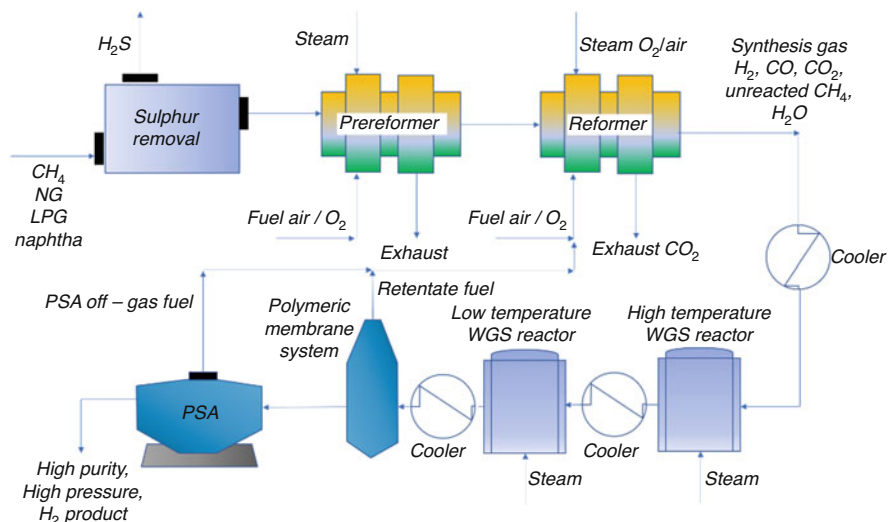 H2S
Steam
Steam O2/air
Synthesis gas
H2, CO, CO2,
unreacted CH4,
H2O
Sulphur
removal
Prereformer
Reformer
CH4
NG
LPG
naphtha
Fuel air / O2
Exhaust
Fuel air / O2
Exhaust CO2
Cooler
PSA off – gas fuel
Retentate fuel
Polymeric
membrane
system
Low temperature
WGS reactor
High temperature
WGS reactor
PSA
Cooler
Cooler
Steam
Steam
High purity,
High pressure,
H2 product